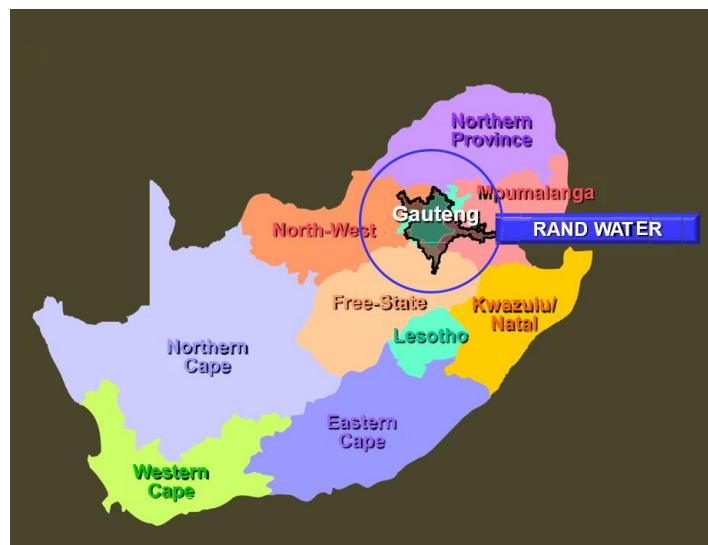 Northern
Province
Mpumalanga
Gauteng
North-West
RAND WATER
Free-State
Kwazulu/
Natal
Lesotho
Northern
Cape
Eastern
Cape
Western
Cape